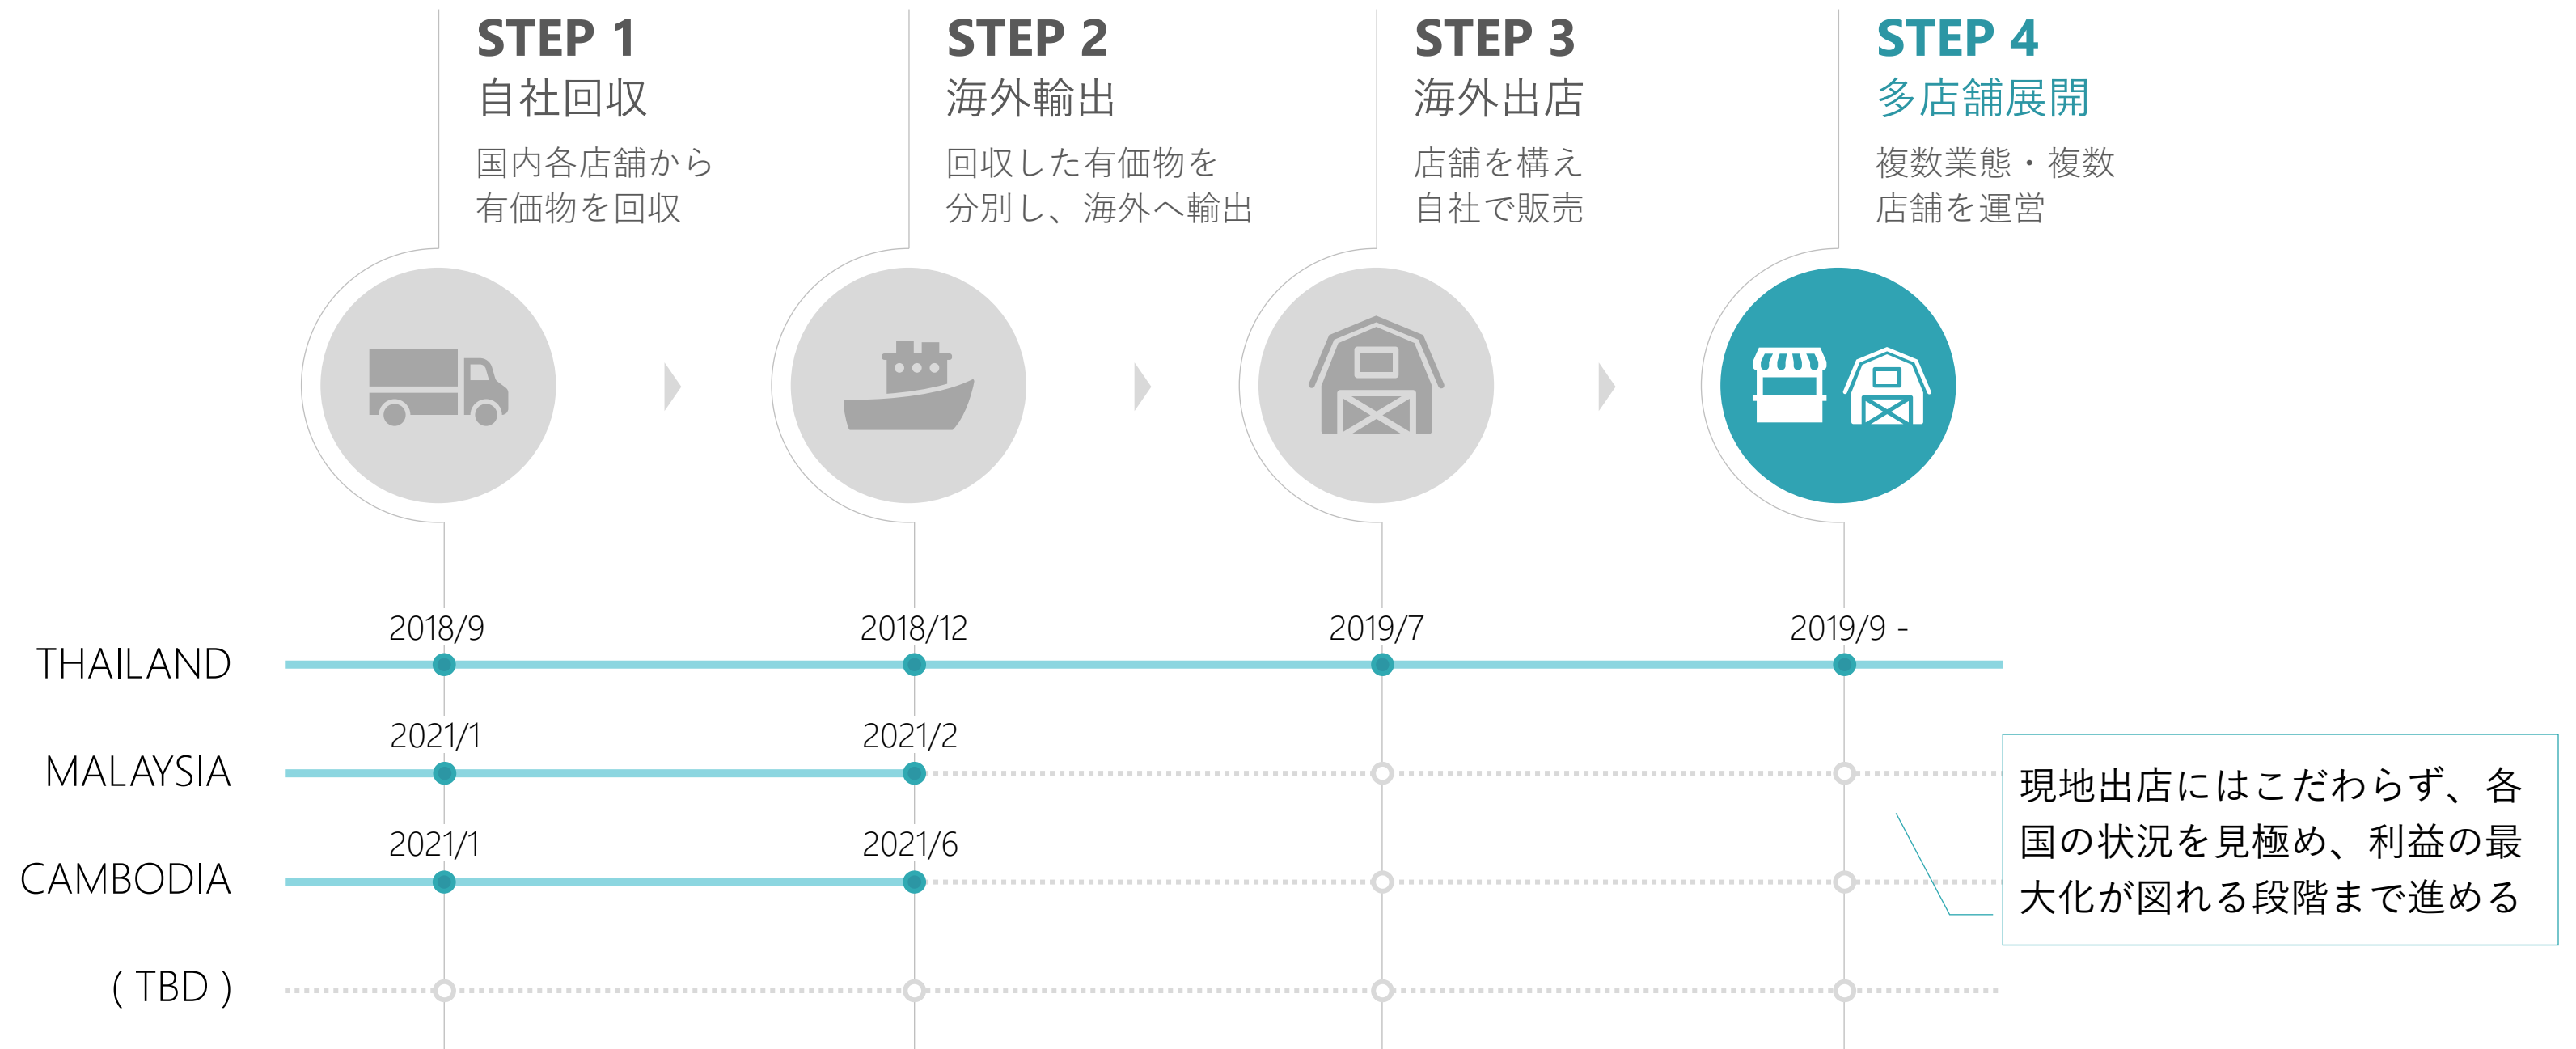 STEP 1
自社回収
国内各店舗から
有価物を回収
STEP 2
海外輸出
回収した有価物を
分別し、海外へ輸出
STEP 3
海外出店
店舗を構え
自社で販売
STEP 4
多店舗展開
複数業態・複数
店舗を運営
THAILAND
2018/9
2018/12
2019/7
2019/9 -
MALAYSIA
2021/1
2021/2
CAMBODIA
2021/1
2021/6
( TBD )
現地出店にはこだわらず、各
国の状況を見極め、利益の最
大化が図れる段階まで進める